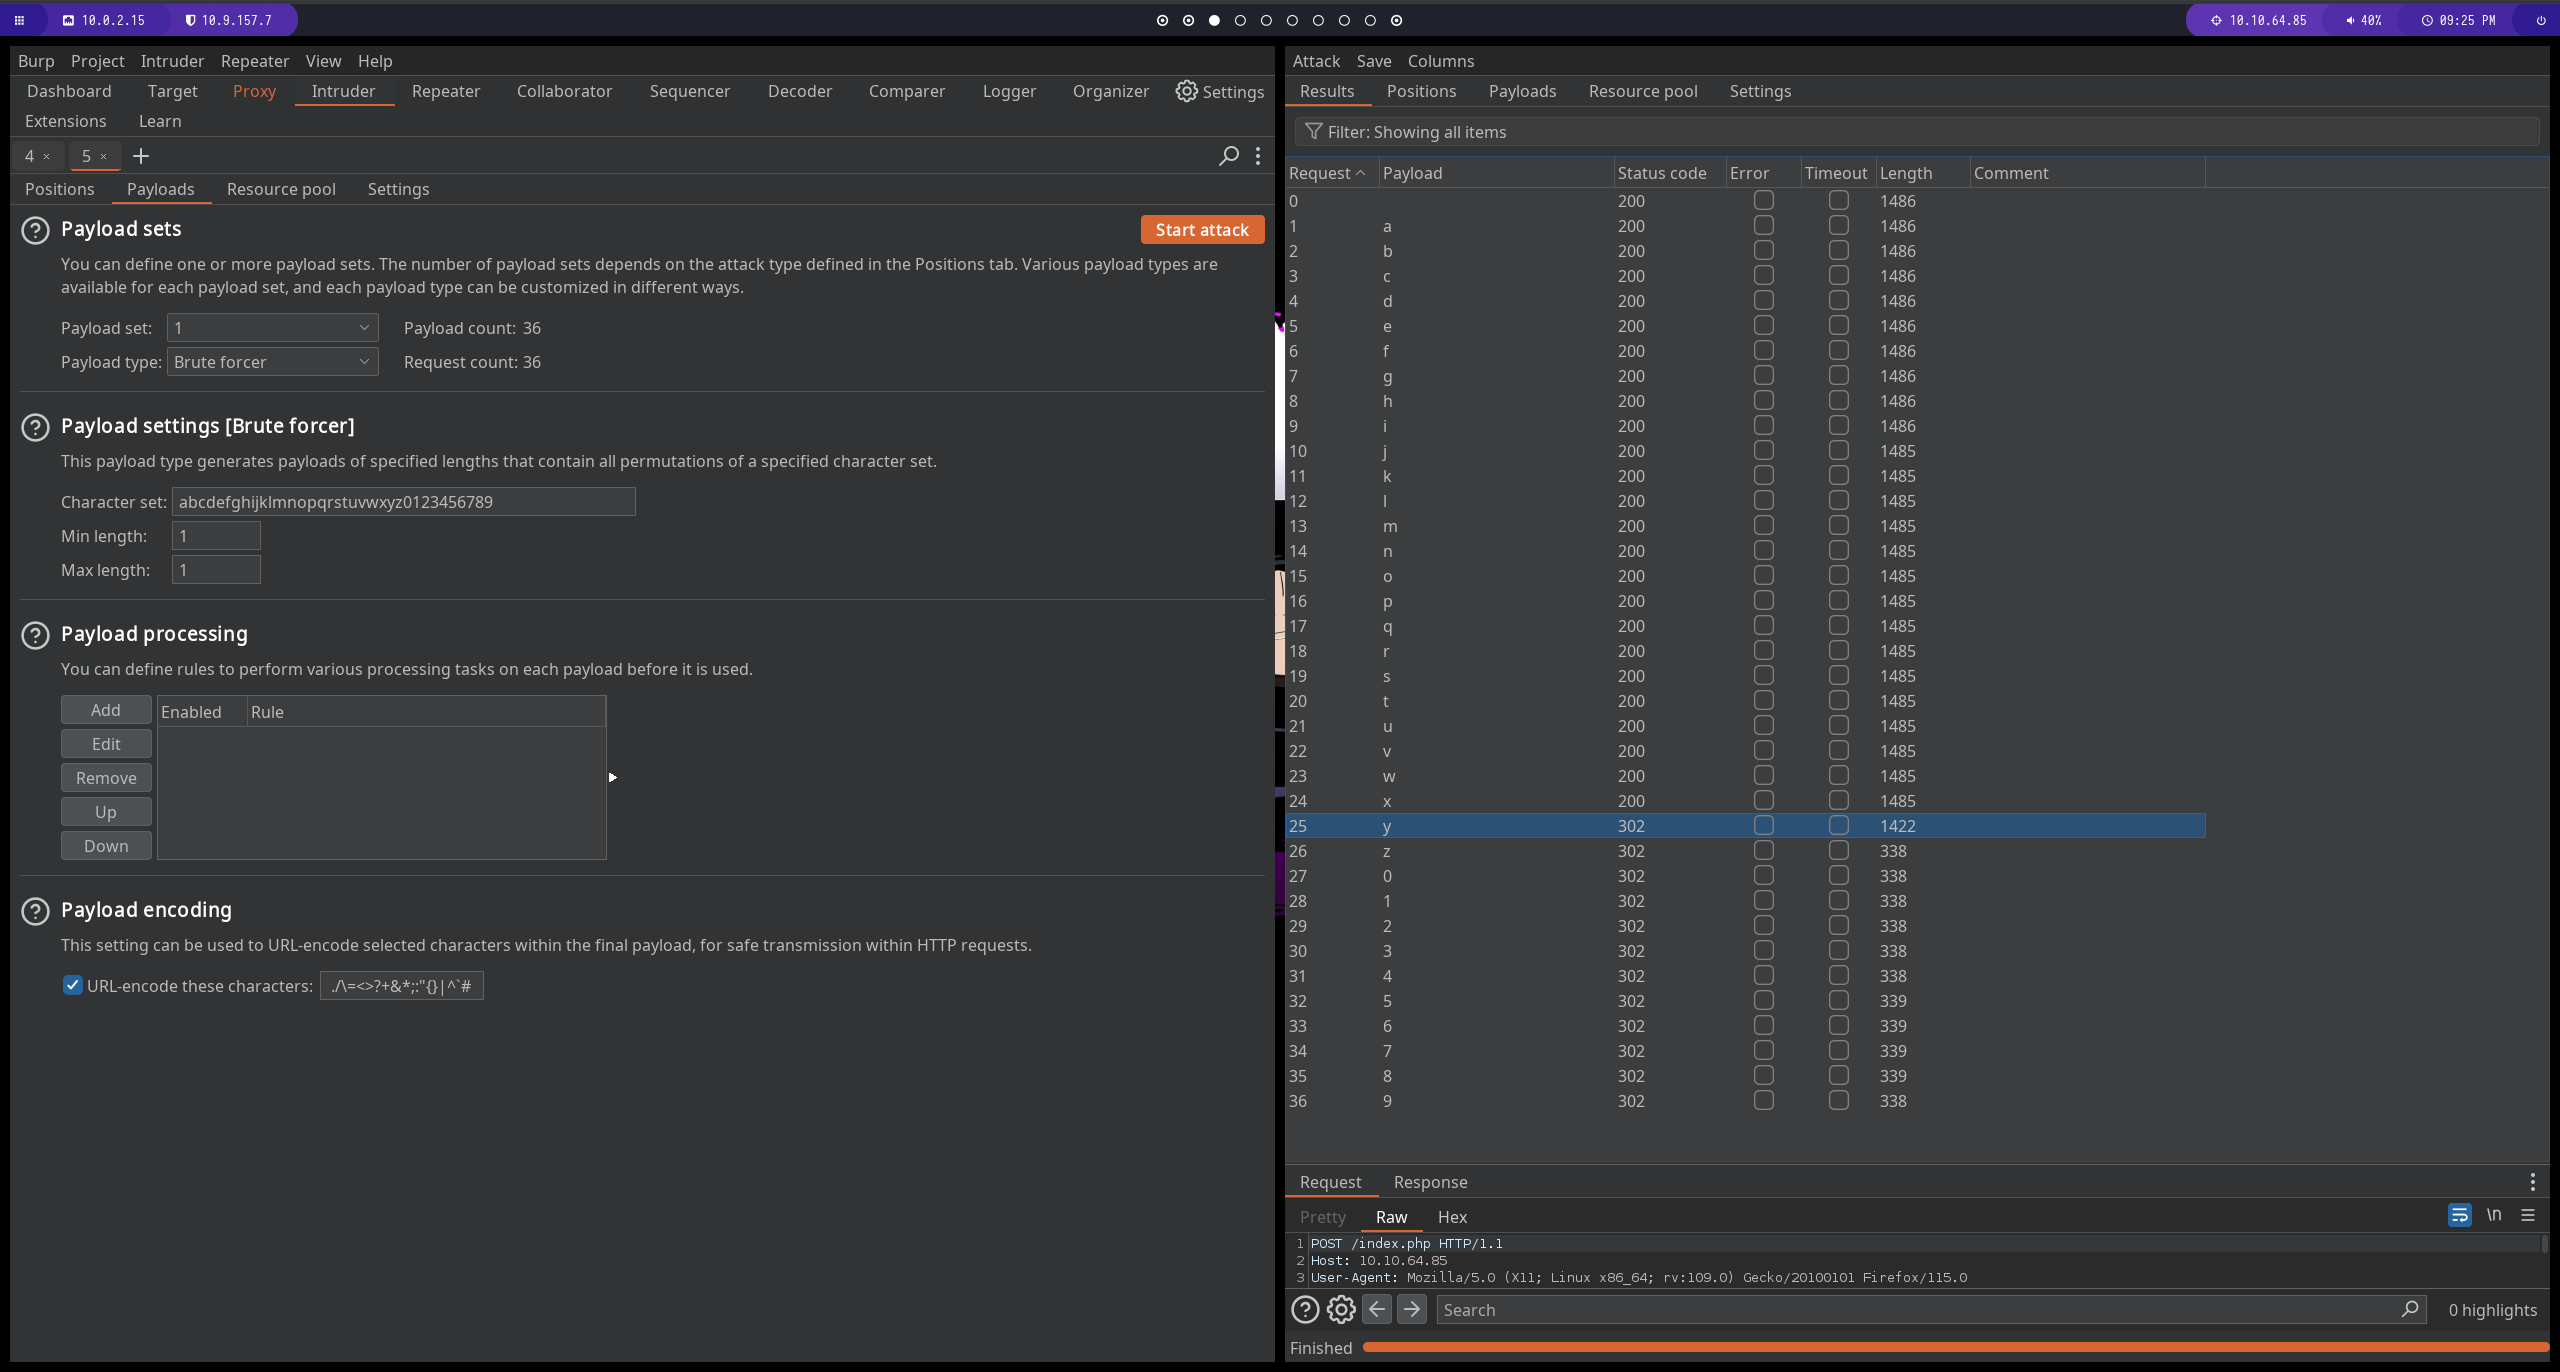 10.0.2.15 10.9.157.7 10.10.64.85 40% 09:25 PM
Burp Project Intruder Repeater View Help
Dashboard Target Proxy Intruder Repeater Collaborator Sequencer Decoder Comparer Logger Organizer Settings
Extensions Learn
4 × 5 × +
Positions Payloads Resource pool Settings
? Payload sets Start attack
You can define one or more payload sets. The number of payload sets depends on the attack type defined in the Positions tab. Various payload types are
available for each payload set, and each payload type can be customized in different ways.
Payload set: 1 Payload count: 36
Payload type: Brute forcer Request count: 36
? Payload settings [Brute forcer]
This payload type generates payloads of specified lengths that contain all permutations of a specified character set.
Character set: abcdefghijklmnopqrstuvwxyz0123456789
Min length: 1
Max length: 1
? Payload processing
You can define rules to perform various processing tasks on each payload before it is used.
Add Enabled Rule
Edit
Remove
Up
Down
? Payload encoding
This setting can be used to URL-encode selected characters within the final payload, for safe transmission within HTTP requests.
URL-encode these characters: ./\=<>?+&*;:"{}|^`#
Attack Save Columns
Results Positions Payloads Resource pool Settings
Filter: Showing all items
Request Payload Status code Error Timeout Length Comment
0 200 1486
1 a 200 1486
2 b 200 1486
3 c 200 1486
4 d 200 1486
5 e 200 1486
6 f 200 1486
7 g 200 1486
8 h 200 1486
9 i 200 1486
10 j 200 1485
11 k 200 1485
12 l 200 1485
13 m 200 1485
14 n 200 1485
15 o 200 1485
16 p 200 1485
17 q 200 1485
18 r 200 1485
19 s 200 1485
20 t 200 1485
21 u 200 1485
22 v 200 1485
23 w 200 1485
24 x 200 1485
25 y 302 1422
26 z 302 338
27 0 302 338
28 1 302 338
29 2 302 338
30 3 302 338
31 4 302 338
32 5 302 339
33 6 302 339
34 7 302 339
35 8 302 339
36 9 302 338
Request Response
Pretty Raw Hex \n
1 POST /index.php HTTP/1.1
2 Host: 10.10.64.85
3 User-Agent: Mozilla/5.0 (X11; Linux x86_64; rv:109.0) Gecko/20100101 Firefox/115.0
? Search 0 highlights
Finished